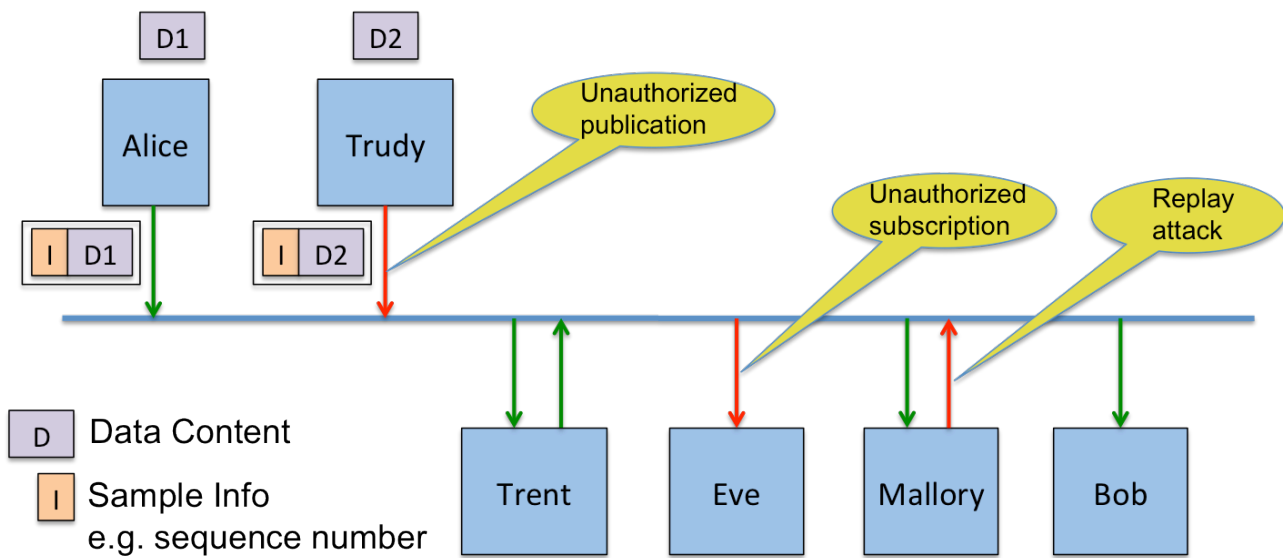 D1
D2
Alice
Trudy
Unauthorized
publication
Unauthorized
subscription
Replay
attack
I D1
I D2
D Data Content
I Sample Info
e.g. sequence number
Trent
Eve
Mallory
Bob